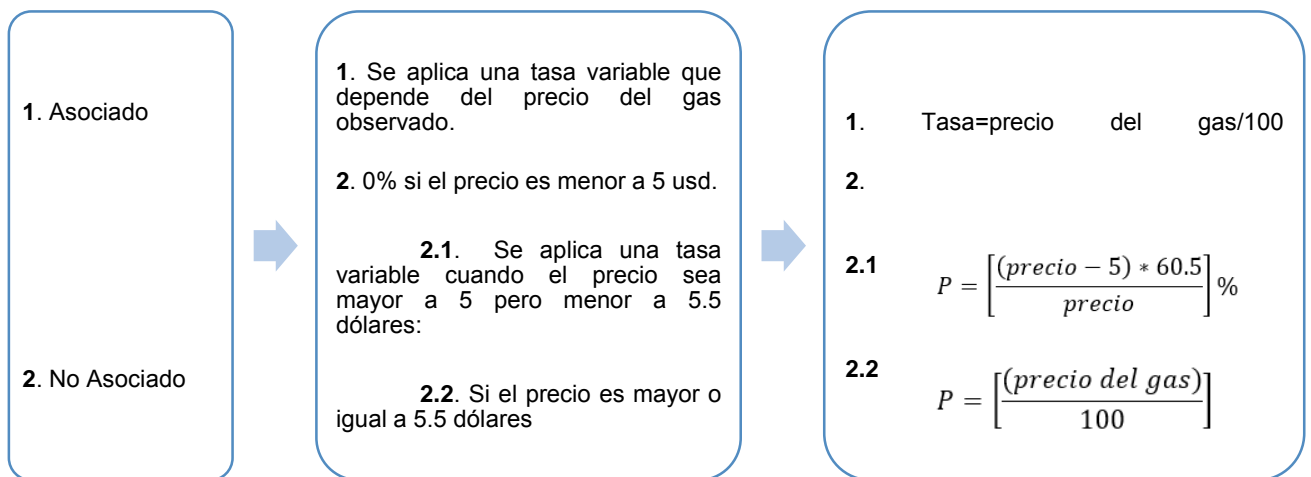 1. Asociado
2. No Asociado
1. Se aplica una tasa variable que
depende del precio del gas
observado.
2. 0% si el precio es menor a 5 usd.
2.1. Se aplica una tasa
variable cuando el precio sea
mayor a 5 pero menor a 5.5
dólares:
2.2. Si el precio es mayor o
igual a 5.5 dólares
1. Tasa=precio del gas/100
2.
2.1 P = [(precio − 5) * 60.5 / precio] %
2.2 P = [(precio del gas) / 100]